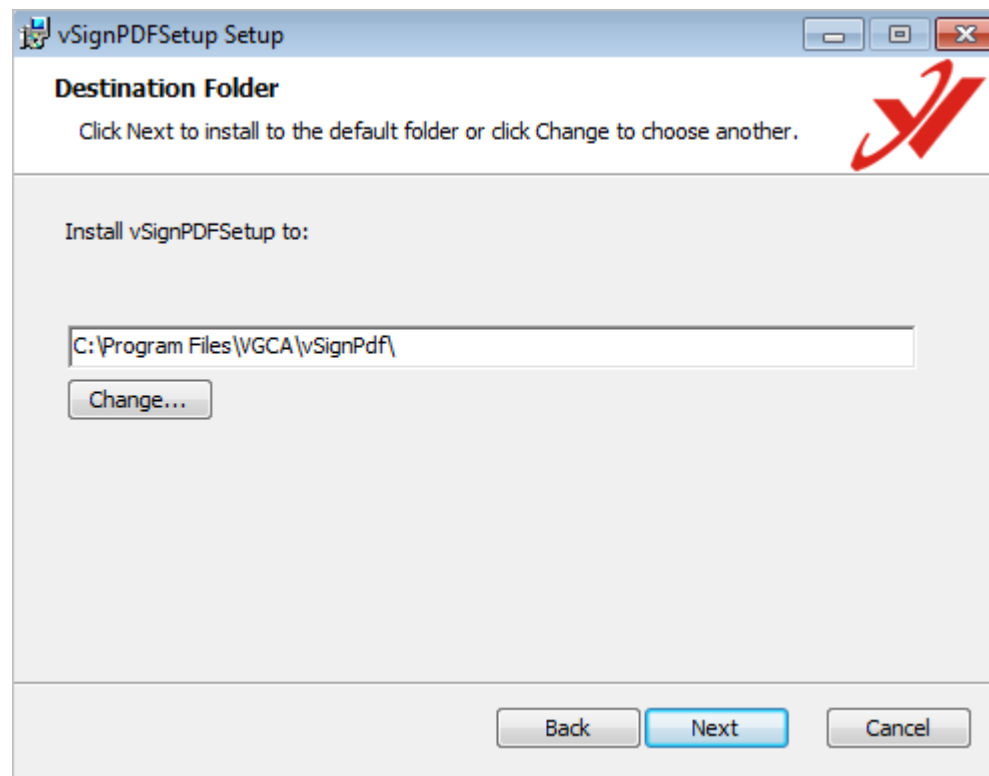 vSignPDFSetup Setup
Destination Folder
Click Next to install to the default folder or click Change to choose another.
Install vSignPDFSetup to:
C:\Program Files\VGCA\vSignPdf\
Change...
Back Next Cancel